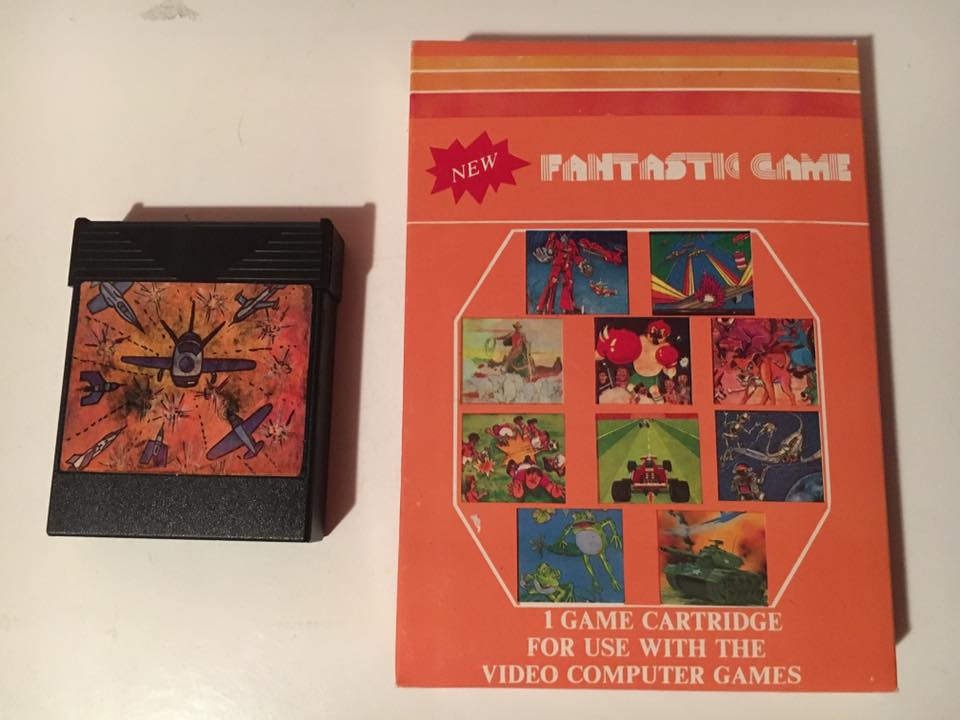 NEW
FANTASTIC GAME
1 GAME CARTRIDGE
FOR USE WITH THE
VIDEO COMPUTER GAMES